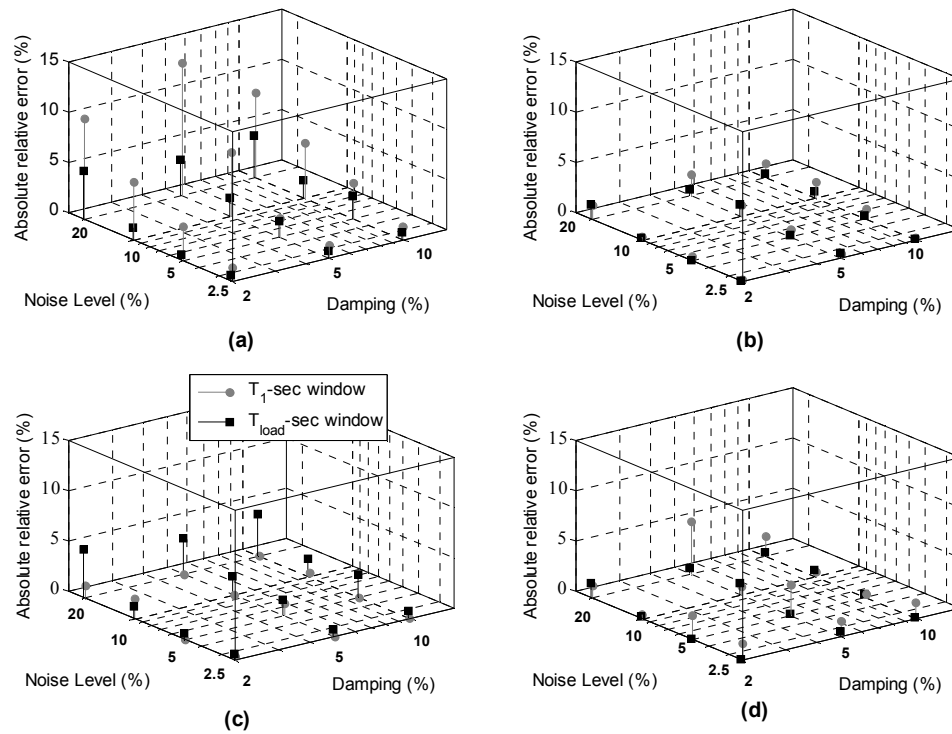 15
10
5
0
Absolute relative error (%)
20
10
5
2.5
Noise Level (%)
2
5
10
Damping (%)
(a)
15
10
5
0
Absolute relative error (%)
20
10
5
2.5
Noise Level (%)
2
5
10
Damping (%)
(b)
T1-sec window
Tload-sec window
15
10
5
0
Absolute relative error (%)
20
10
5
2.5
Noise Level (%)
2
5
10
Damping (%)
(c)
15
10
5
0
Absolute relative error (%)
20
10
5
2.5
Noise Level (%)
2
5
10
Damping (%)
(d)